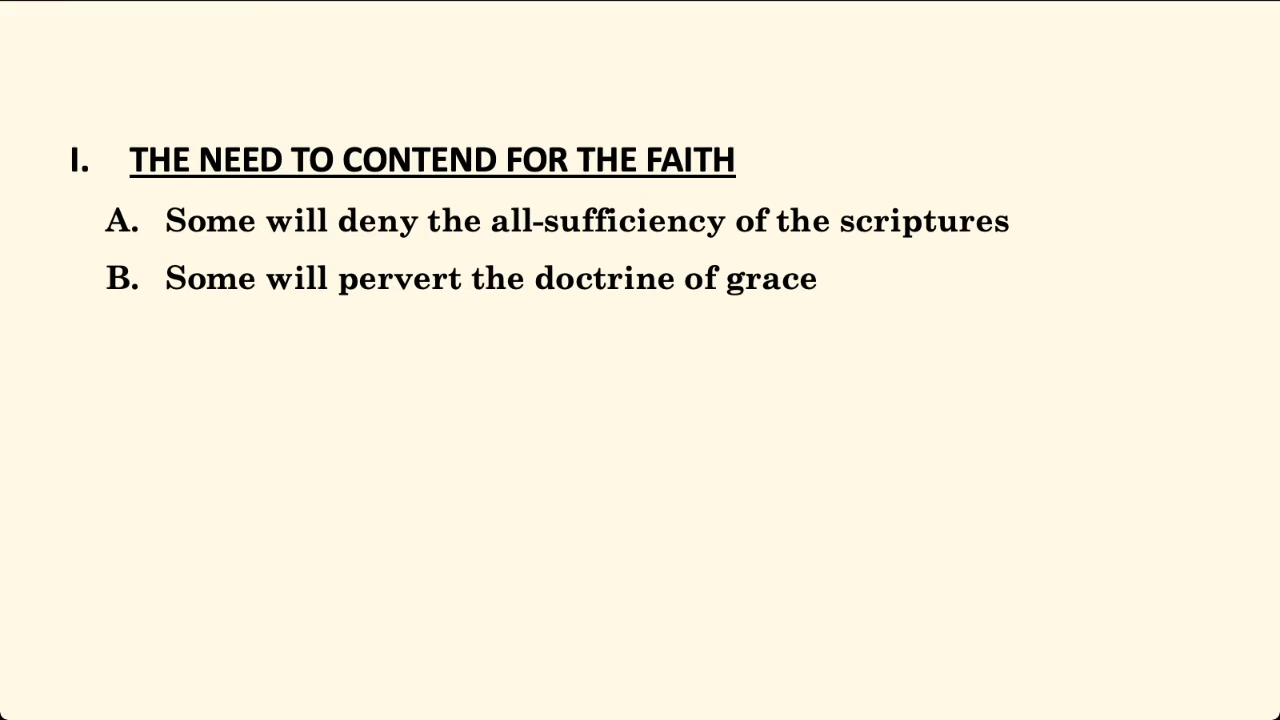 I. THE NEED TO CONTEND FOR THE FAITH
A. Some will deny the all-sufficiency of the scriptures
B. Some will pervert the doctrine of grace